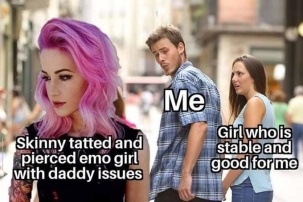 Me
Skinny tatted and
pierced emo girl
with daddy issues
Girl who is
stable and
good for me